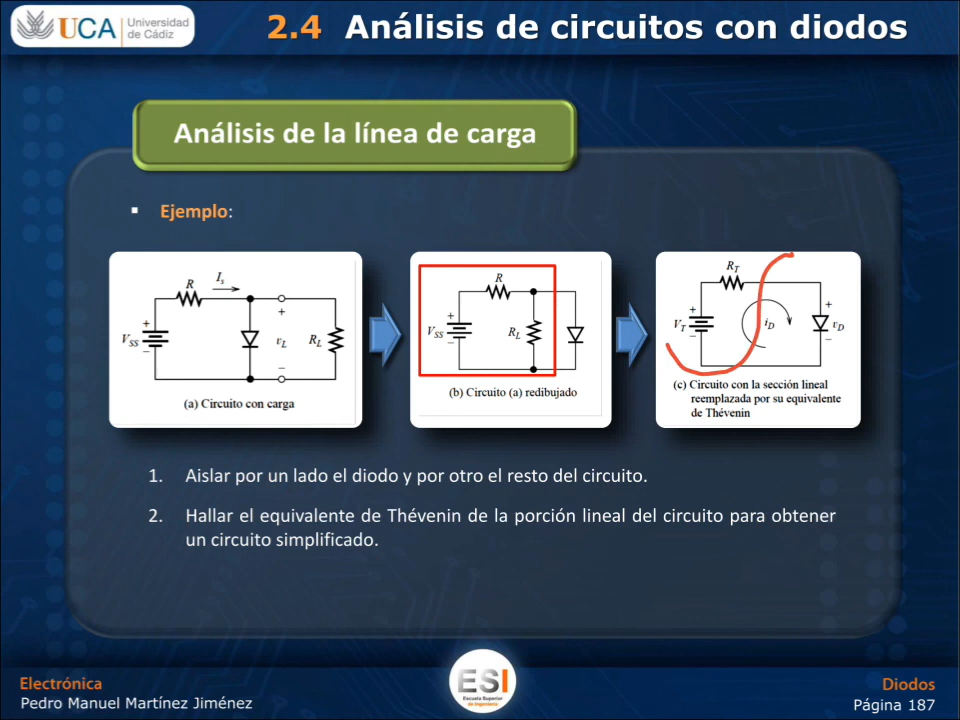 UCA Universidad de Cádiz
2.4 Análisis de circuitos con diodos
Análisis de la línea de carga
▪ Ejemplo:
R
I_s
+
+
V_SS
−
v_L
R_L
−
(a) Circuito con carga
R
+
V_SS
−
R_L
(b) Circuito (a) redibujado
R_T
+
+
V_T
−
i_D
v_D
−
(c) Circuito con la sección lineal
reemplazada por su equivalente
de Thévenin
1. Aislar por un lado el diodo y por otro el resto del circuito.
2. Hallar el equivalente de Thévenin de la porción lineal del circuito para obtener
un circuito simplificado.
Electrónica
Pedro Manuel Martínez Jiménez
ESI
Escuela Superior
de Ingeniería
Diodos
Página 187